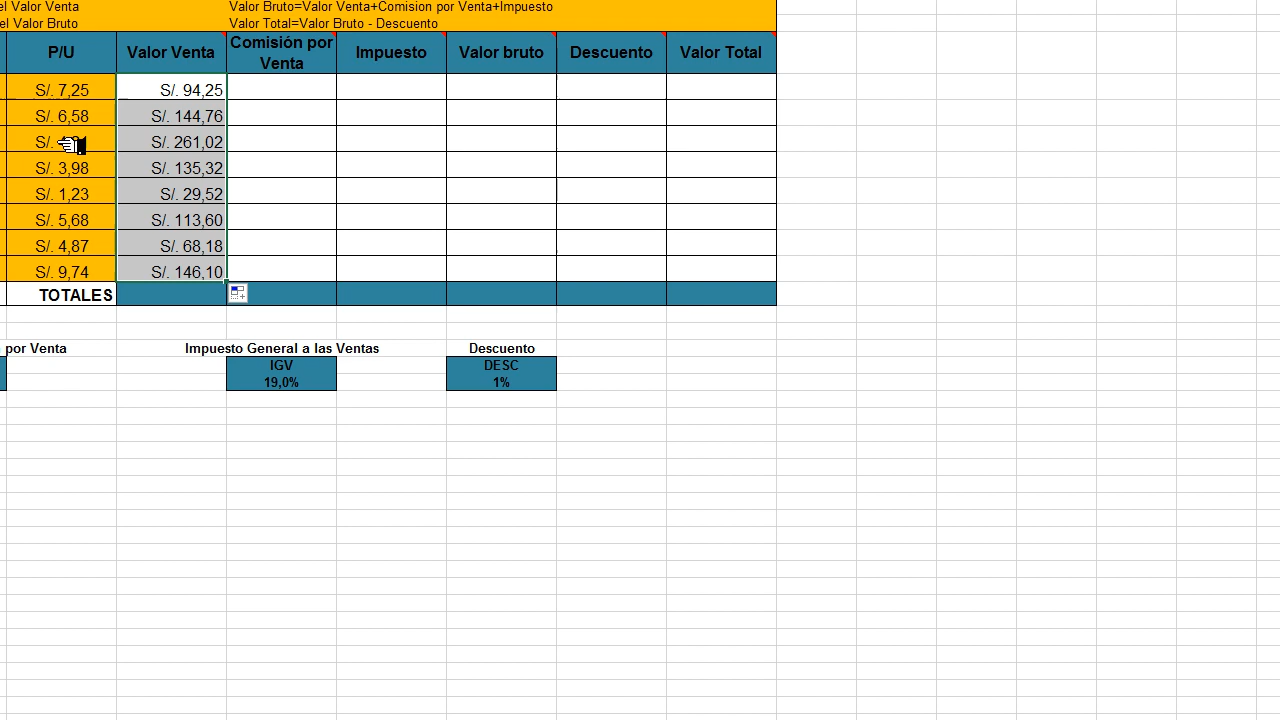 el Valor Venta Valor Bruto=Valor Venta+Comision por Venta+Impuesto
el Valor Bruto Valor Total=Valor Bruto - Descuento
P/U Valor Venta Comisión por Venta Impuesto Valor bruto Descuento Valor Total
S/. 7,25 S/. 94,25
S/. 6,58 S/. 144,76
S/. S/. 261,02
S/. 3,98 S/. 135,32
S/. 1,23 S/. 29,52
S/. 5,68 S/. 113,60
S/. 4,87 S/. 68,18
S/. 9,74 S/. 146,10
TOTALES
por Venta Impuesto General a las Ventas Descuento
IGV DESC
19,0% 1%